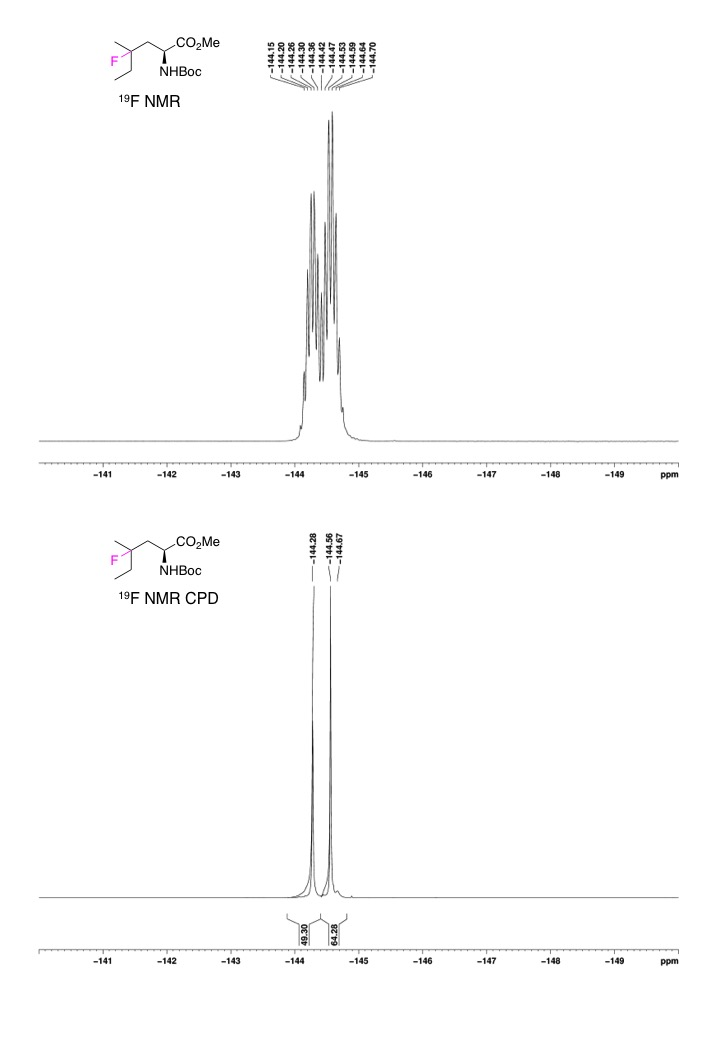 CO2Me
F
NHBoc
19F NMR
−144.15
−144.20
−144.26
−144.30
−144.36
−144.42
−144.47
−144.53
−144.59
−144.64
−144.70
−141 −142 −143 −144 −145 −146 −147 −148 −149 ppm
CO2Me
F
NHBoc
19F NMR CPD
−144.28
−144.56
−144.67
49.30
64.28
−141 −142 −143 −144 −145 −146 −147 −148 −149 ppm